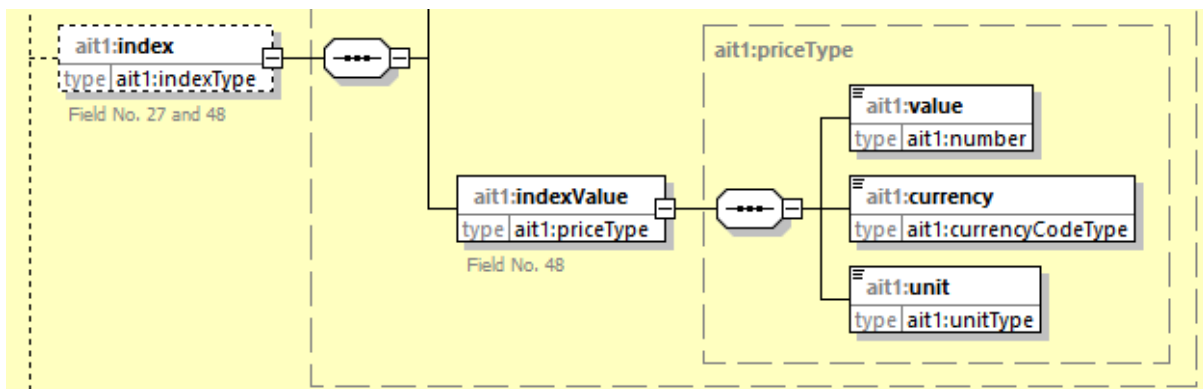 ait1:index
type ait1:indexType
Field No. 27 and 48
ait1:priceType
ait1:value
type ait1:number
ait1:indexValue
type ait1:priceType
Field No. 48
ait1:currency
type ait1:currencyCodeType
ait1:unit
type ait1:unitType